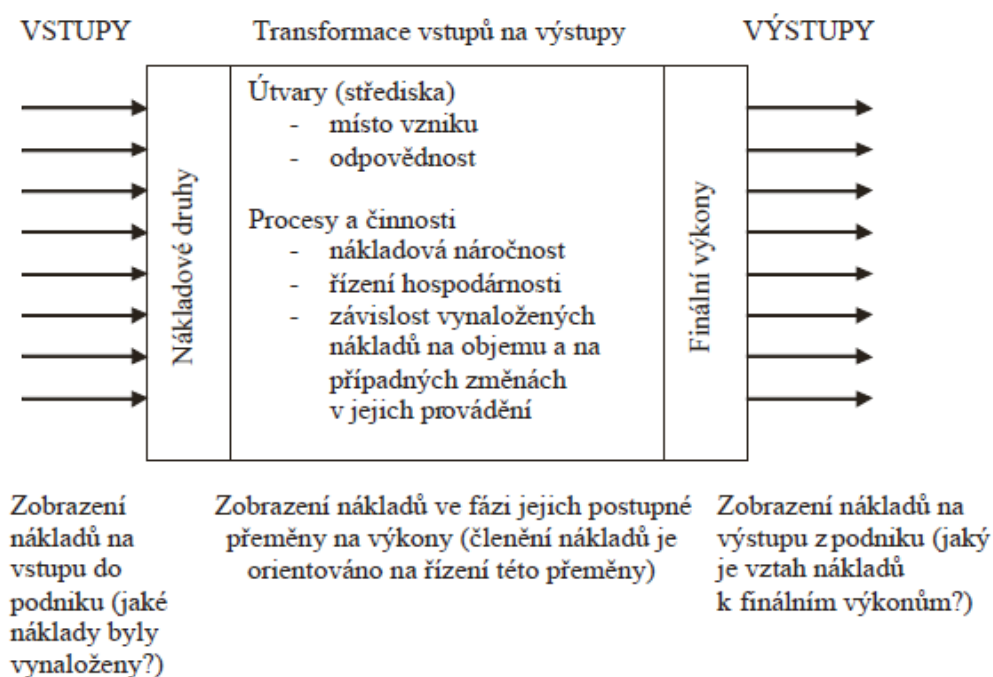 VSTUPY
Transformace vstupů na výstupy
VÝSTUPY
Nákladové druhy
Útvary (střediska)
- místo vzniku
- odpovědnost
Procesy a činnosti
- nákladová náročnost
- řízení hospodárnosti
- závislost vynaložených
nákladů na objemu a na
případných změnách
v jejich provádění
Finální výkony
Zobrazení
nákladů na
vstupu do
podniku (jaké
náklady byly
vynaloženy?)
Zobrazení nákladů ve fázi jejich postupné
přeměny na výkony (členění nákladů je
orientováno na řízení této přeměny)
Zobrazení nákladů na
výstupu z podniku (jaký
je vztah nákladů
k finálním výkonům?)